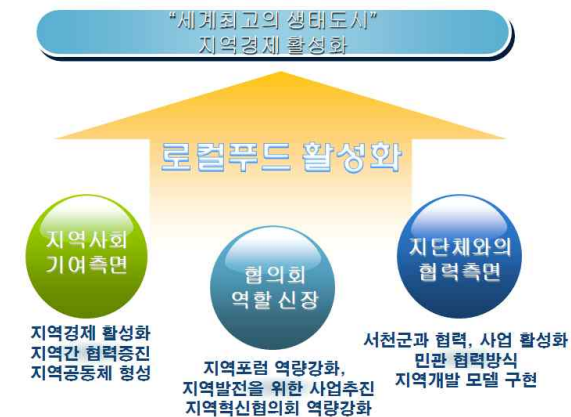 “세계최고의 생태도시”
지역경제 활성화
로컬푸드 활성화
지역사회
기여측면
지역경제 활성화
지역간 협력증진
지역공동체 형성
협의회
역할 신장
지역포럼 역량강화,
지역발전을 위한 사업추진
지역혁신협의회 역량강화
지단체와의
협력측면
서천군과 협력, 사업 활성화
민관 협력방식
지역개발 모델 구현